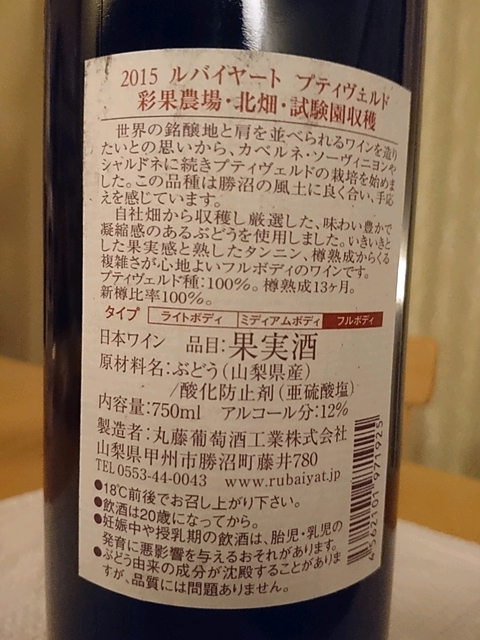 2015 ルバイヤート プティヴェルド
彩果農場・北畑・試験園収穫
世界の銘醸地と肩を並べられるワインを造り
たいとの思いから、カベルネ・ソーヴィニヨンや
シャルドネに続きプティヴェルドの栽培を始めま
した。この品種は勝沼の風土に良く合い、手応
えを感じています。
自社畑から収穫し厳選した、味わい豊かで
凝縮感のあるぶどうを使用しました。いきいきと
した果実感と熟したタンニン、樽熟成からくる
複雑さが心地よいフルボディのワインです。
プティヴェルド種:100%。樽熟成13ヶ月。
新樽比率100%。
タイプ ライトボディ ミディアムボディ フルボディ
日本ワイン 品目:果実酒
原材料名:ぶどう(山梨県産)
/酸化防止剤(亜硫酸塩)
内容量:750ml アルコール分:12%
製造者:丸藤葡萄酒工業株式会社
山梨県甲州市勝沼町藤井780
TEL 0553-44-0043 www.rubaiyat.jp
●18℃前後でお召し上がり下さい。
●飲酒は20歳になってから。
●妊娠中や授乳期の飲酒は、胎児・乳児の
発育に悪影響を与えるおそれがあります。
●ぶどう由来の成分が沈殿することがありま
すが、品質には問題ありません。
4562101971925